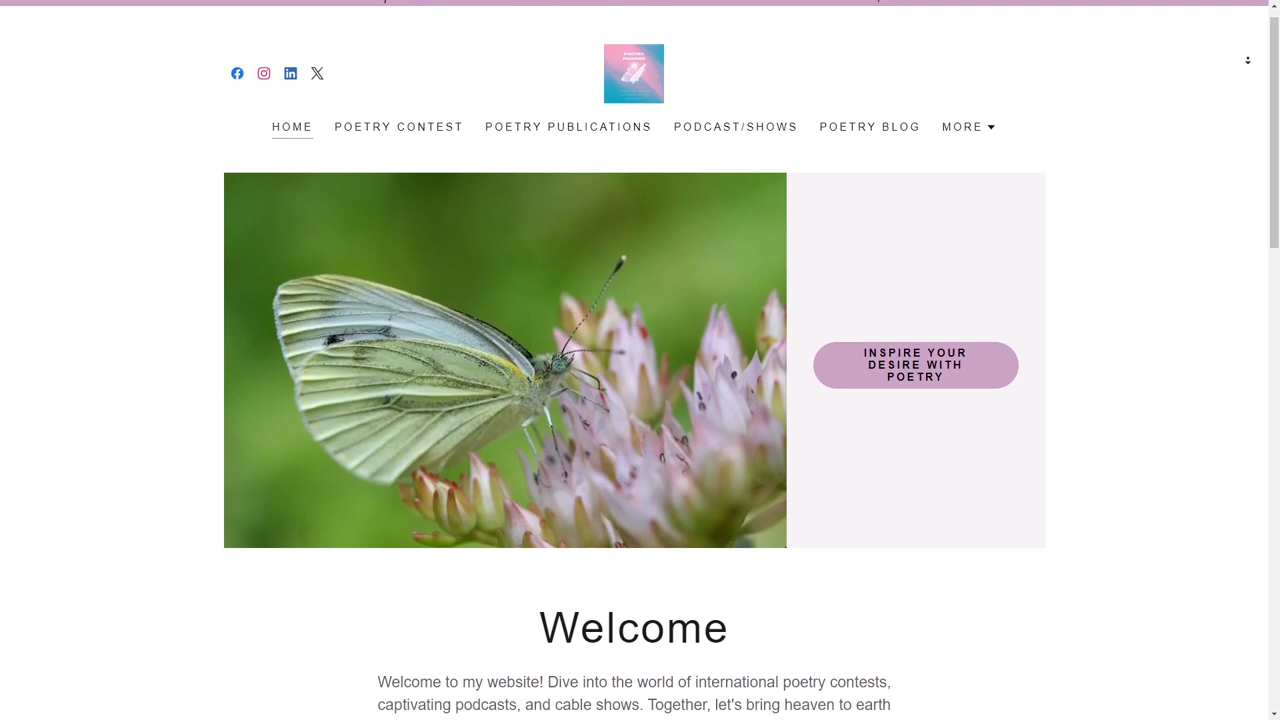 HOME POETRY CONTEST POETRY PUBLICATIONS PODCAST/SHOWS POETRY BLOG MORE
INSPIRE YOUR
DESIRE WITH
POETRY
Welcome
Welcome to my website! Dive into the world of international poetry contests,
captivating podcasts, and cable shows. Together, let's bring heaven to earth